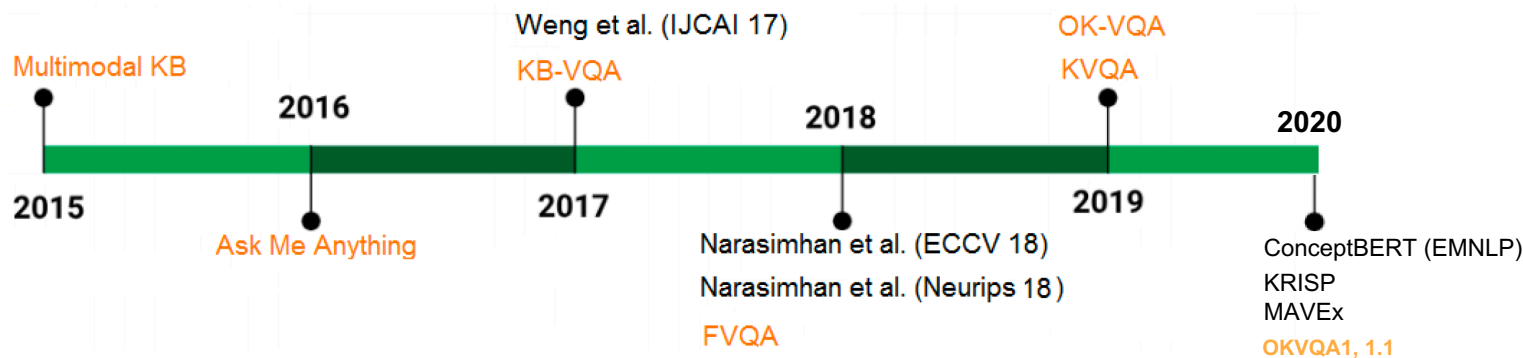 Weng et al. (IJCAI 17)
OK-VQA
Multimodal KB
KB-VQA
KVQA
2016
2018
2020
2015
2017
2019
Ask Me Anything
Narasimhan et al. (ECCV 18)
Narasimhan et al. (Neurips 18)
FVQA
ConceptBERT (EMNLP)
KRISP
MAVEx
OKVQA1, 1.1